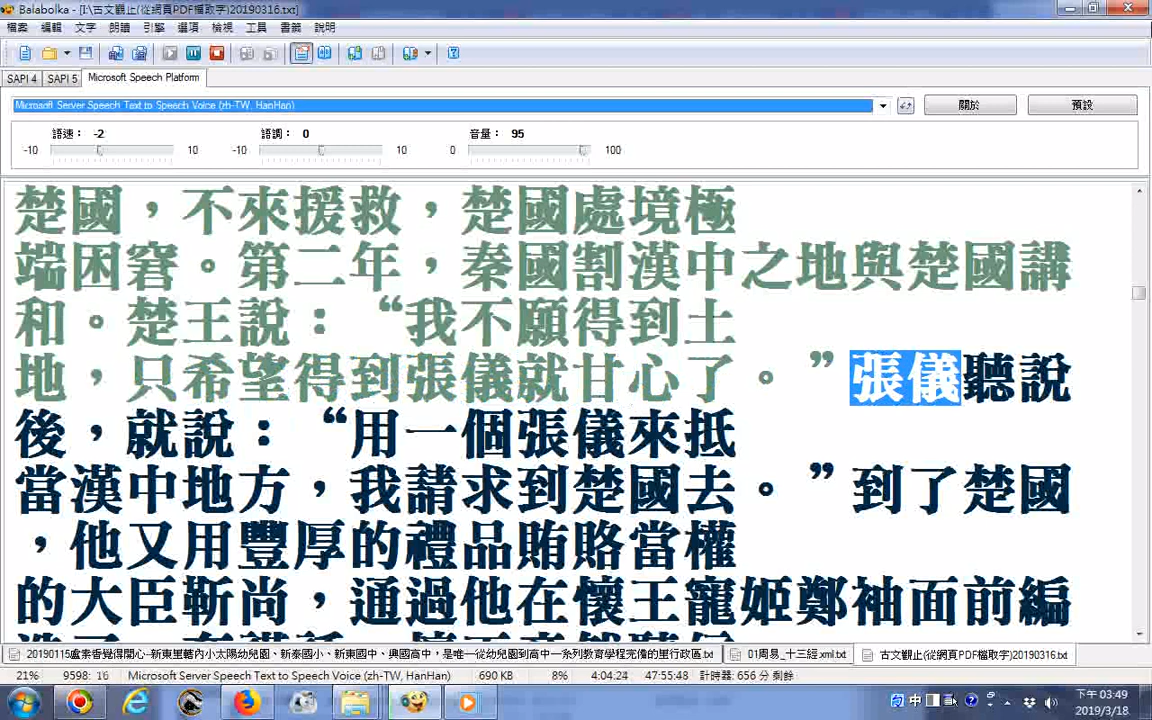 Balabolka - [I:\古文觀止(從網頁PDF檔取字)20190316.txt]
檔案 編輯 文字 朗讀 引擎 選項 檢視 工具 書籤 說明
SAPI 4 SAPI 5 Microsoft Speech Platform
Microsoft Server Speech Text to Speech Voice (zh-TW, HanHan)
關於 預設
語速： -2 語調： 0 音量： 95
-10 10 -10 10 0 100
楚國，不來援救，楚國處境極
端困窘。第二年，秦國割漢中之地與楚國講
和。楚王說：“我不願得到土
地，只希望得到張儀就甘心了。”張儀聽說
後，就說：“用一個張儀來抵
當漢中地方，我請求到楚國去。”到了楚國
，他又用豐厚的禮品賄賂當權
的大臣靳尚，通過他在懷王寵姬鄭袖面前編
20190115盧素香覺得開心--新東里轄內小太陽幼兒園、新泰國小、新東國中、興國高中，是唯一從幼兒園到高中一系列教育學程完備的里行政區.txt 01周易_十三經.xml.txt 古文觀止(從網頁PDF檔取字)20190316.txt
21% 9598: 16 Microsoft Server Speech Text to Speech Voice (zh-TW, HanHan) 690 KB 8% 4:04:24 47:55:48 計時器: 656 分 剩餘
中 下午 03:49
2019/3/18